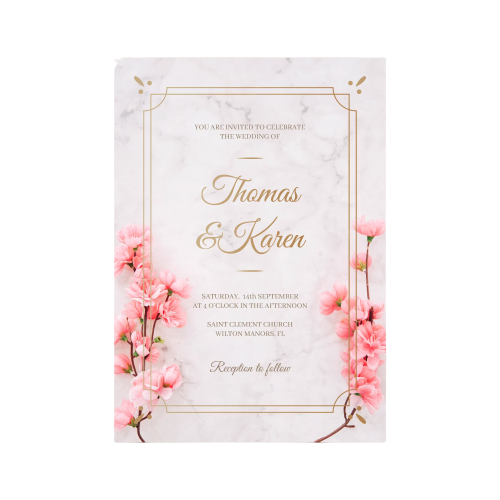 YOU ARE INVITED TO CELEBRATE
THE WEDDING OF
Thomas
& Karen
SATURDAY, 14th SEPTEMBER
AT 4 O'CLOCK IN THE AFTERNOON
SAINT CLEMENT CHURCH
WILTON MANORS, FL
Reception to follow